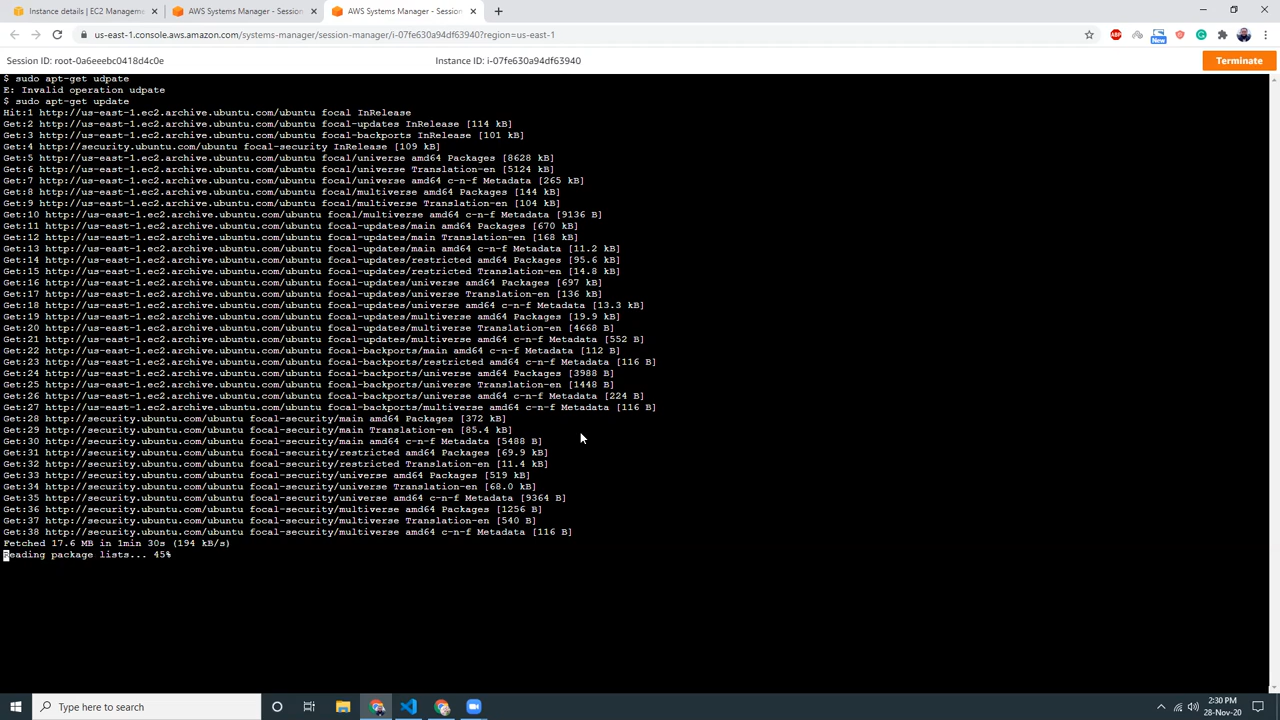 Instance details | EC2 Manageme
AWS Systems Manager - Session
AWS Systems Manager - Session
us-east-1.console.aws.amazon.com/systems-manager/session-manager/i-07fe630a94df63940?region=us-east-1
ABP
New
Session ID: root-0a6eeebc0418d4c0e
Instance ID: i-07fe630a94df63940
Terminate
$ sudo apt-get udpate
E: Invalid operation udpate
$ sudo apt-get update
Hit:1 http://us-east-1.ec2.archive.ubuntu.com/ubuntu focal InRelease
Get:2 http://us-east-1.ec2.archive.ubuntu.com/ubuntu focal-updates InRelease [114 kB]
Get:3 http://us-east-1.ec2.archive.ubuntu.com/ubuntu focal-backports InRelease [101 kB]
Get:4 http://security.ubuntu.com/ubuntu focal-security InRelease [109 kB]
Get:5 http://us-east-1.ec2.archive.ubuntu.com/ubuntu focal/universe amd64 Packages [8628 kB]
Get:6 http://us-east-1.ec2.archive.ubuntu.com/ubuntu focal/universe Translation-en [5124 kB]
Get:7 http://us-east-1.ec2.archive.ubuntu.com/ubuntu focal/universe amd64 c-n-f Metadata [265 kB]
Get:8 http://us-east-1.ec2.archive.ubuntu.com/ubuntu focal/multiverse amd64 Packages [144 kB]
Get:9 http://us-east-1.ec2.archive.ubuntu.com/ubuntu focal/multiverse Translation-en [104 kB]
Get:10 http://us-east-1.ec2.archive.ubuntu.com/ubuntu focal/multiverse amd64 c-n-f Metadata [9136 B]
Get:11 http://us-east-1.ec2.archive.ubuntu.com/ubuntu focal-updates/main amd64 Packages [670 kB]
Get:12 http://us-east-1.ec2.archive.ubuntu.com/ubuntu focal-updates/main Translation-en [168 kB]
Get:13 http://us-east-1.ec2.archive.ubuntu.com/ubuntu focal-updates/main amd64 c-n-f Metadata [11.2 kB]
Get:14 http://us-east-1.ec2.archive.ubuntu.com/ubuntu focal-updates/restricted amd64 Packages [95.6 kB]
Get:15 http://us-east-1.ec2.archive.ubuntu.com/ubuntu focal-updates/restricted Translation-en [14.8 kB]
Get:16 http://us-east-1.ec2.archive.ubuntu.com/ubuntu focal-updates/universe amd64 Packages [697 kB]
Get:17 http://us-east-1.ec2.archive.ubuntu.com/ubuntu focal-updates/universe Translation-en [136 kB]
Get:18 http://us-east-1.ec2.archive.ubuntu.com/ubuntu focal-updates/universe amd64 c-n-f Metadata [13.3 kB]
Get:19 http://us-east-1.ec2.archive.ubuntu.com/ubuntu focal-updates/multiverse amd64 Packages [19.9 kB]
Get:20 http://us-east-1.ec2.archive.ubuntu.com/ubuntu focal-updates/multiverse Translation-en [4668 B]
Get:21 http://us-east-1.ec2.archive.ubuntu.com/ubuntu focal-updates/multiverse amd64 c-n-f Metadata [552 B]
Get:22 http://us-east-1.ec2.archive.ubuntu.com/ubuntu focal-backports/main amd64 c-n-f Metadata [112 B]
Get:23 http://us-east-1.ec2.archive.ubuntu.com/ubuntu focal-backports/restricted amd64 c-n-f Metadata [116 B]
Get:24 http://us-east-1.ec2.archive.ubuntu.com/ubuntu focal-backports/universe amd64 Packages [3988 B]
Get:25 http://us-east-1.ec2.archive.ubuntu.com/ubuntu focal-backports/universe Translation-en [1448 B]
Get:26 http://us-east-1.ec2.archive.ubuntu.com/ubuntu focal-backports/universe amd64 c-n-f Metadata [224 B]
Get:27 http://us-east-1.ec2.archive.ubuntu.com/ubuntu focal-backports/multiverse amd64 c-n-f Metadata [116 B]
Get:28 http://security.ubuntu.com/ubuntu focal-security/main amd64 Packages [372 kB]
Get:29 http://security.ubuntu.com/ubuntu focal-security/main Translation-en [85.4 kB]
Get:30 http://security.ubuntu.com/ubuntu focal-security/main amd64 c-n-f Metadata [5488 B]
Get:31 http://security.ubuntu.com/ubuntu focal-security/restricted amd64 Packages [69.9 kB]
Get:32 http://security.ubuntu.com/ubuntu focal-security/restricted Translation-en [11.4 kB]
Get:33 http://security.ubuntu.com/ubuntu focal-security/universe amd64 Packages [519 kB]
Get:34 http://security.ubuntu.com/ubuntu focal-security/universe Translation-en [68.0 kB]
Get:35 http://security.ubuntu.com/ubuntu focal-security/universe amd64 c-n-f Metadata [9364 B]
Get:36 http://security.ubuntu.com/ubuntu focal-security/multiverse amd64 Packages [1256 B]
Get:37 http://security.ubuntu.com/ubuntu focal-security/multiverse Translation-en [540 B]
Get:38 http://security.ubuntu.com/ubuntu focal-security/multiverse amd64 c-n-f Metadata [116 B]
Fetched 17.6 MB in 1min 30s (194 kB/s)
Reading package lists... 45%
Type here to search
2:30 PM
28-Nov-20